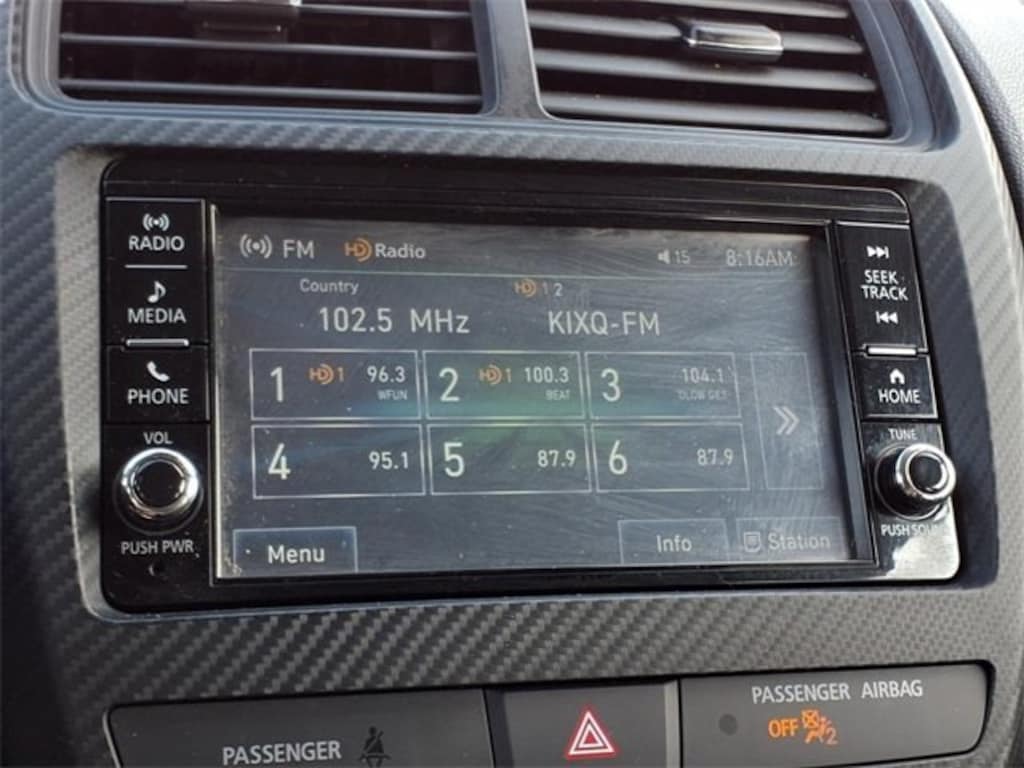 RADIO
MEDIA
PHONE
VOL
PUSH PWR
FM HD Radio 15 8:16AM
Country HD 1 2
102.5 MHz KIXQ-FM
1 HD 1 96.3 WFUN
2 HD 1 100.3 BEAT
3 104.1
4 95.1
5 87.9
6 87.9
Menu Info Station
SEEK
TRACK
HOME
TUNE
PUSH SOUND
PASSENGER
PASSENGER AIRBAG
OFF 2